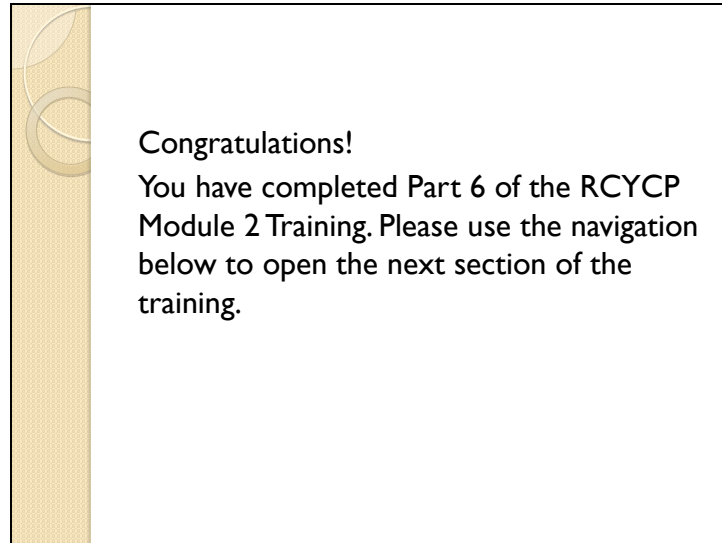 Congratulations!
You have completed Part 6 of the RCYCP
Module 2 Training. Please use the navigation
below to open the next section of the
training.